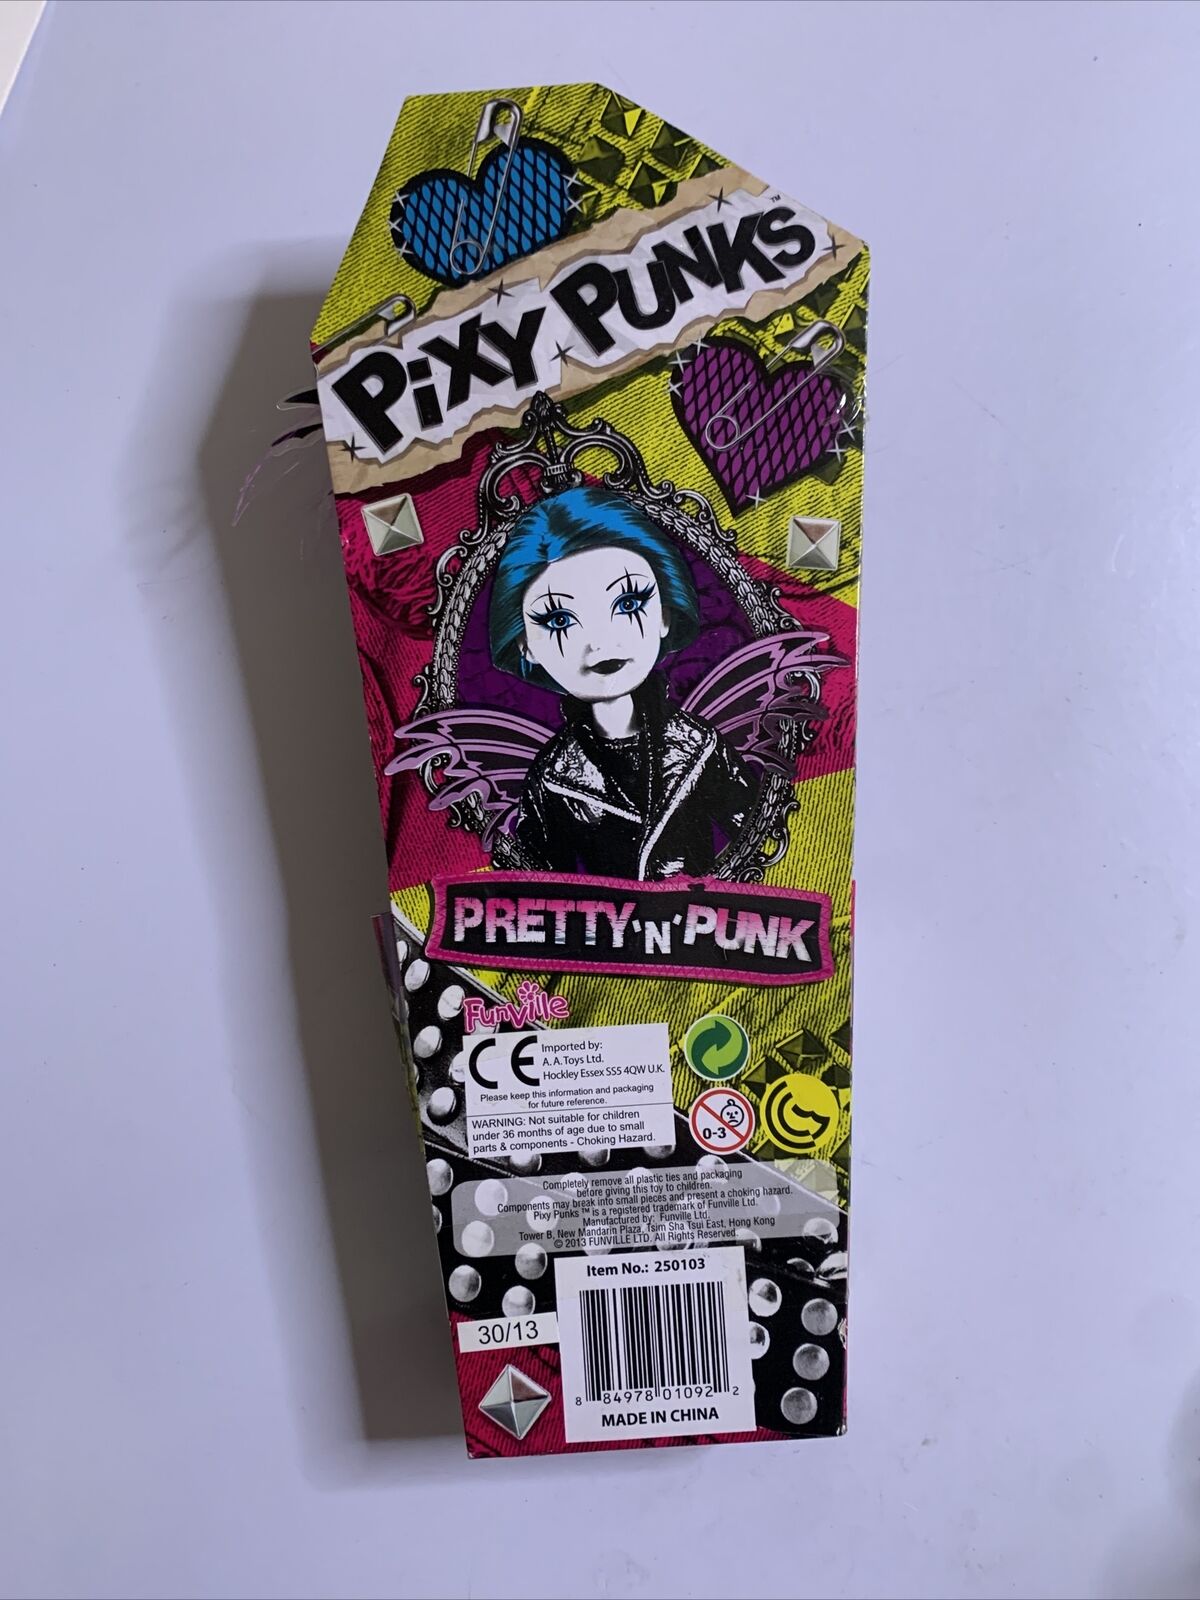 PiXY PUNKS™
PRETTY 'N' PUNK
Funville
CE
Imported by:
A.A.Toys Ltd.
Hockley Essex SS5 4QW U.K.
Please keep this information and packaging
for future reference.
WARNING: Not suitable for children
under 36 months of age due to small
parts & components - Choking Hazard.
0-3
Completely remove all plastic ties and packaging
before giving this toy to children.
Components may break into small pieces and present a choking hazard.
Pixy Punks ™ is a registered trademark of Funville Ltd.
Manufactured by: Funville Ltd.
Tower B, New Mandarin Plaza, Tsim Sha Tsui East, Hong Kong
© 2013 FUNVILLE LTD. All Rights Reserved.
Item No.: 250103
30/13
8 84978 01092 2
MADE IN CHINA